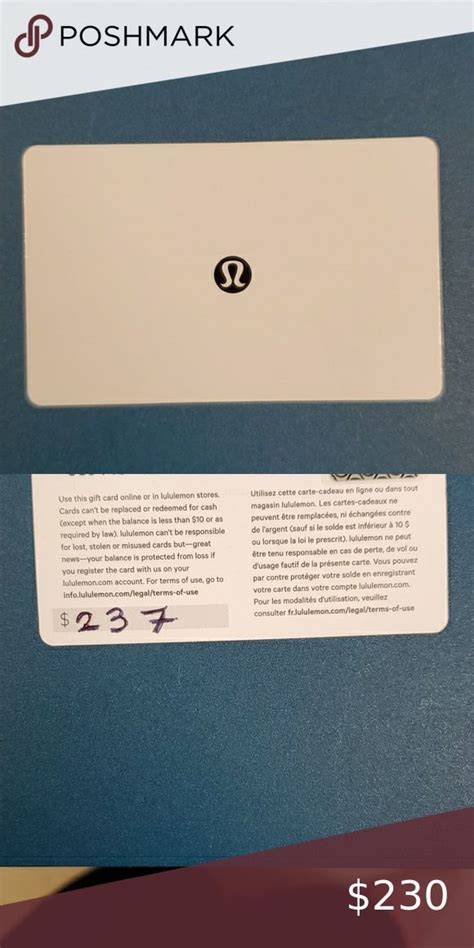 POSHMARK
Use this gift card online or in lululemon stores.
Cards can't be replaced or redeemed for cash
(except when the balance is less than $10 or as
required by law). lululemon can't be responsible
for lost, stolen or misused cards but—great
news—your balance is protected from loss if
you register the card with us on your
lululemon.com account. For terms of use, go to
info.lululemon.com/legal/terms-of-use
$237
Utilisez cette carte-cadeau en ligne ou dans tout
magasin lululemon. Les cartes-cadeaux ne
peuvent être remplacées, ni échangées contre
de l'argent (sauf si le solde est inférieur à 10 $
ou lorsque la loi le prescrit). lululemon ne peut
être tenu responsable en cas de perte, de vol ou
d'usage fautif de la présente carte. Vous pouvez
par contre protéger votre solde en enregistrant
votre carte dans votre compte lululemon.com.
Pour les modalités d'utilisation, veuillez
consulter fr.lululemon.com/legal/terms-of-use
$230